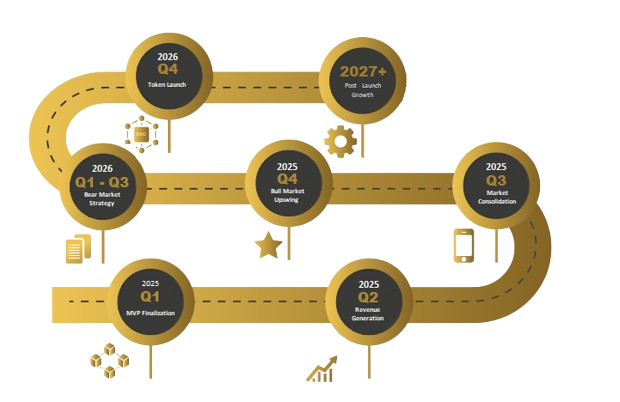 2026
Q4
Token Launch
2027+
Post - Launch
Growth
2026
Q1 - Q3
Bear Market
Strategy
2025
Q4
Bull Market
Upswing
2025
Q3
Market
Consolidation
2025
Q1
MVP Finalization
2025
Q2
Revenue
Generation